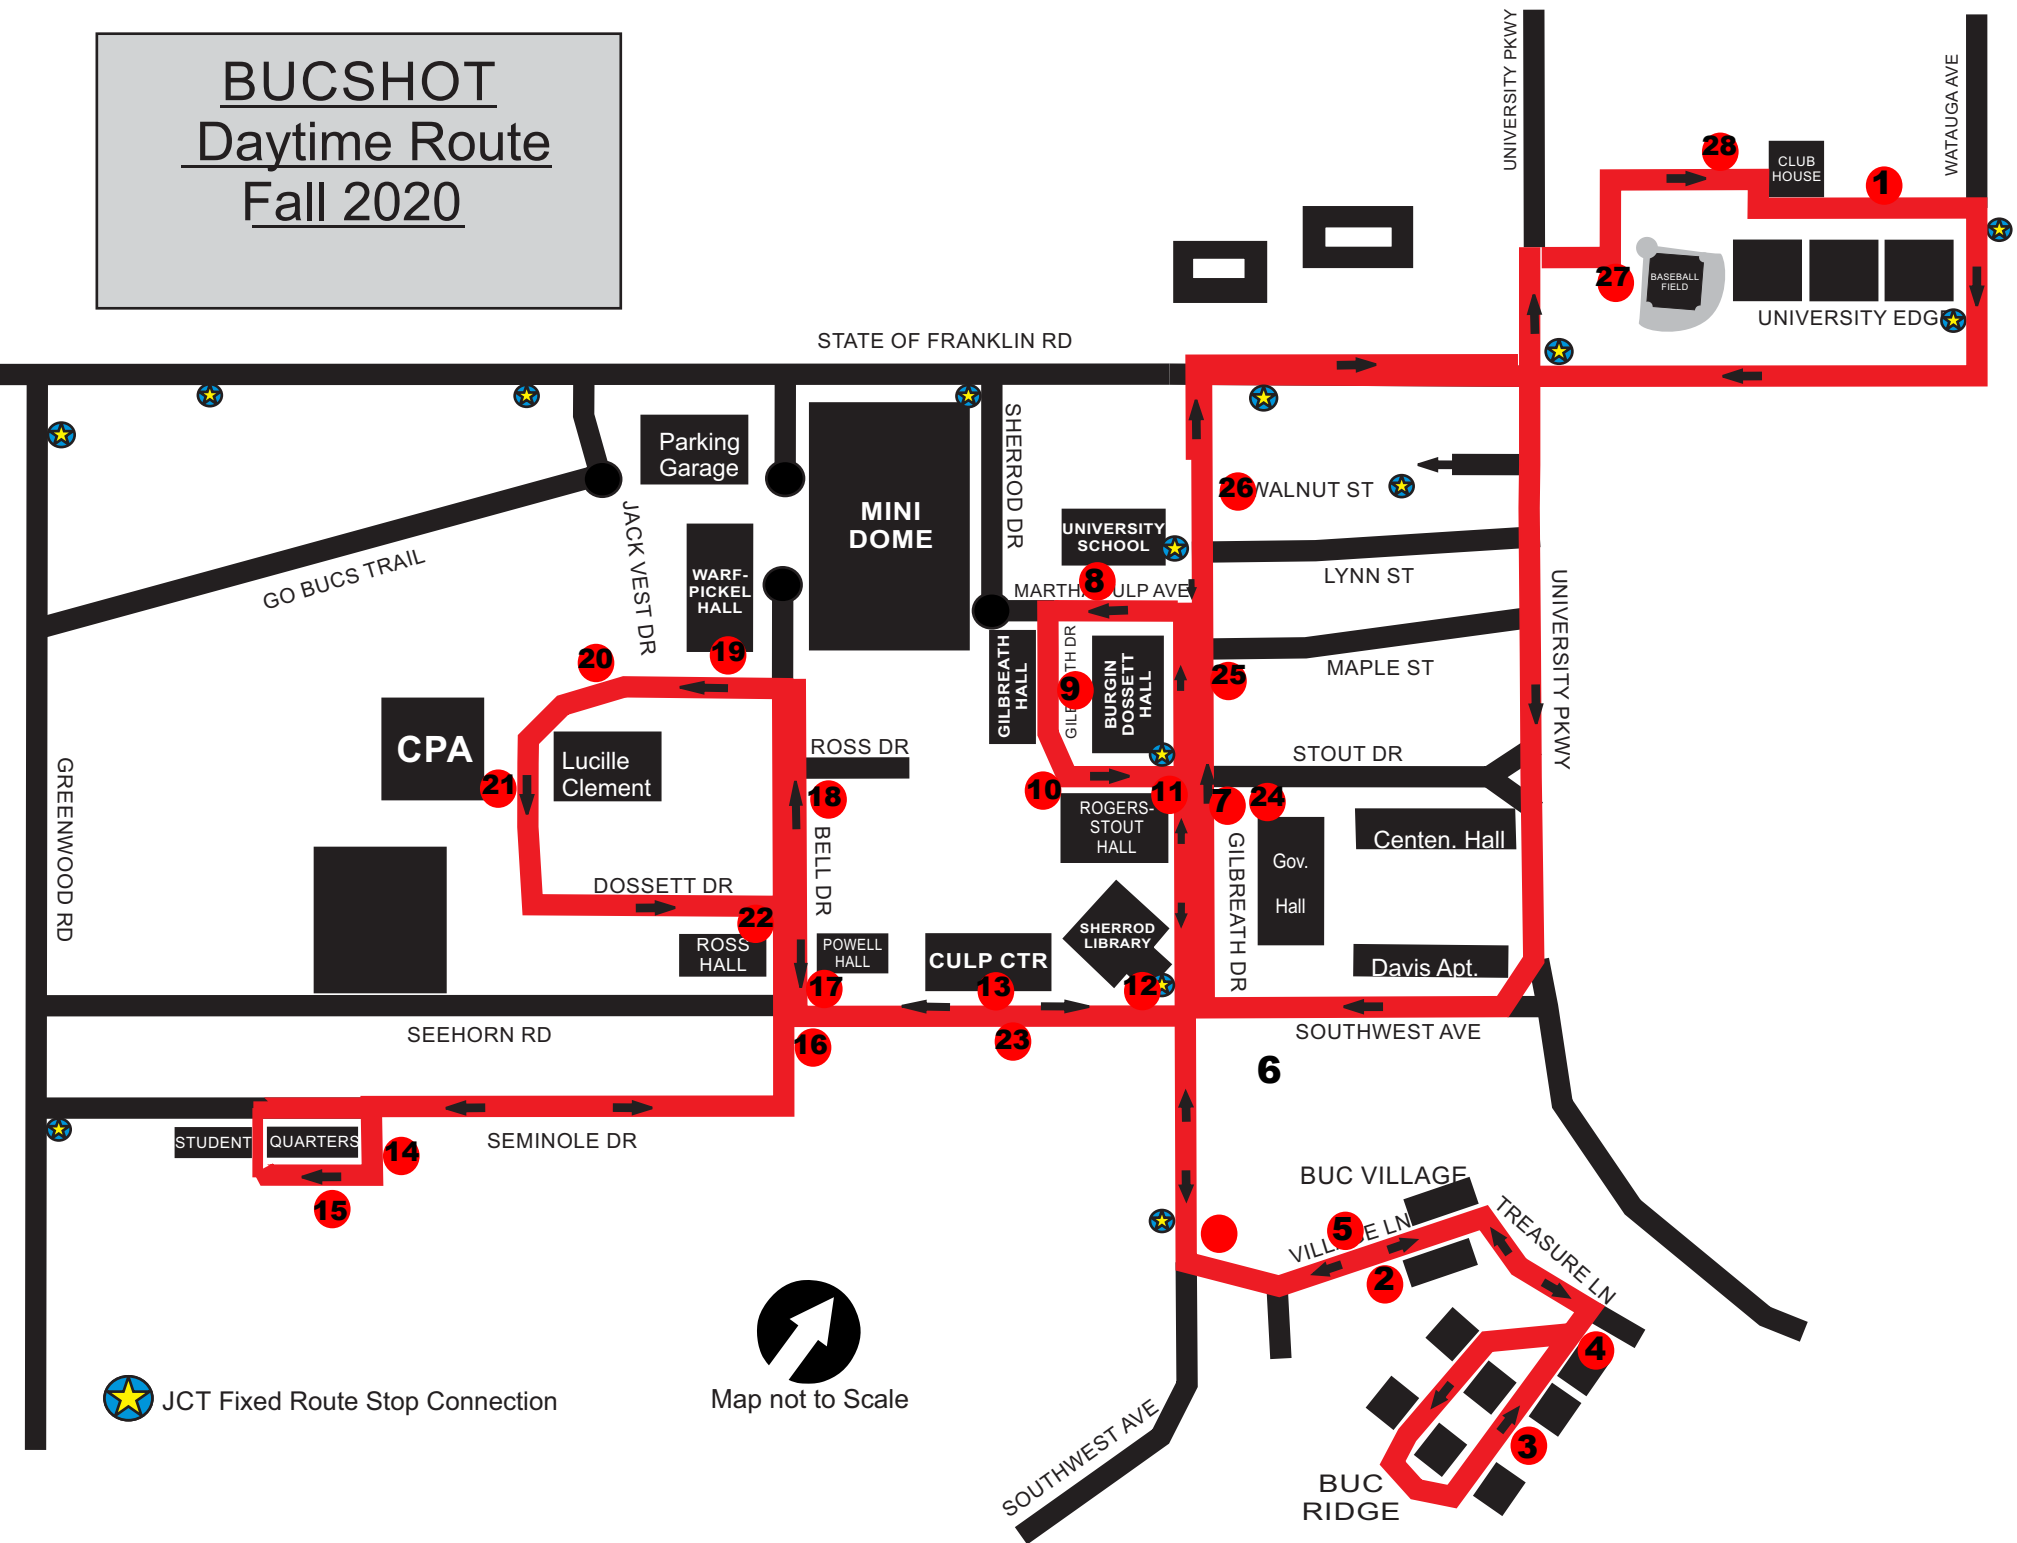 BUCSHOT
Daytime Route
Fall 2020
UNIVERSITY PKWY
WATAUGA AVE
28
CLUB
HOUSE
1
27
BASEBALL
FIELD
UNIVERSITY EDGE
STATE OF FRANKLIN RD
Parking
Garage
MINI
DOME
SHERROD DR
26
WALNUT ST
JACK VEST DR
GO BUCS TRAIL
UNIVERSITY
SCHOOL
LYNN ST
WARF-
PICKEL
HALL
8
MARTHA CULP AVE
UNIVERSITY PKWY
19
20
GILBREATH
HALL
GILBREATH DR
9
BURGIN
DOSSETT
HALL
25
MAPLE ST
CPA
Lucille
Clement
ROSS DR
STOUT DR
21
18
10
11
7
24
ROGERS-
STOUT
HALL
Centen. Hall
GREENWOOD RD
BELL DR
GILBREATH DR
Gov.
Hall
DOSSETT DR
22
ROSS
HALL
POWELL
HALL
CULP CTR
SHERROD
LIBRARY
Davis Apt.
17
13
12
SEEHORN RD
16
23
SOUTHWEST AVE
6
STUDENT
QUARTERS
14
SEMINOLE DR
15
BUC VILLAGE
5
VILLAGE LN
2
TREASURE LN
4
3
BUC
RIDGE
JCT Fixed Route Stop Connection
Map not to Scale
SOUTHWEST AVE